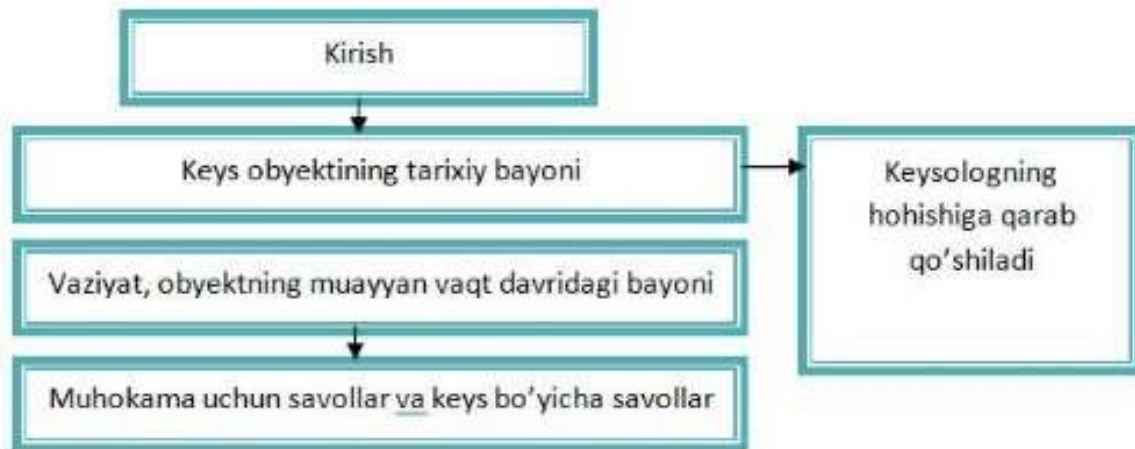 Kirish
Keys obyektining tarixiy bayoni
Keysologning
hohishiga qarab
qo’shiladi
Vaziyat, obyektning muayyan vaqt davridagi bayoni
Muhokama uchun savollar va keys bo’yicha savollar